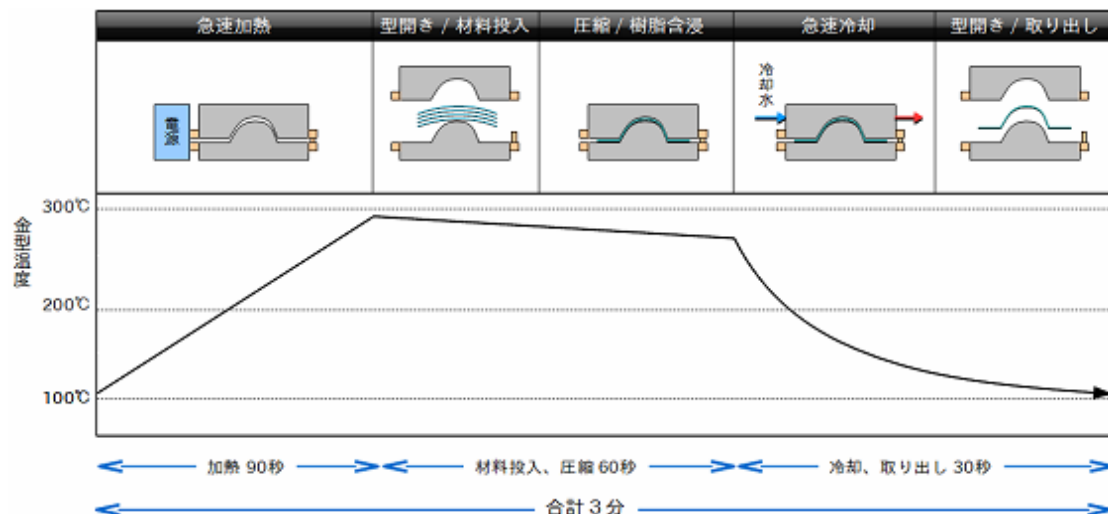 急速加熱
型開き / 材料投入
圧縮 / 樹脂含浸
急速冷却
型開き / 取り出し
電源
冷却水
金型温度
300℃
200℃
100℃
加熱 90秒
材料投入、圧縮 60秒
冷却、取り出し 30秒
合計3分